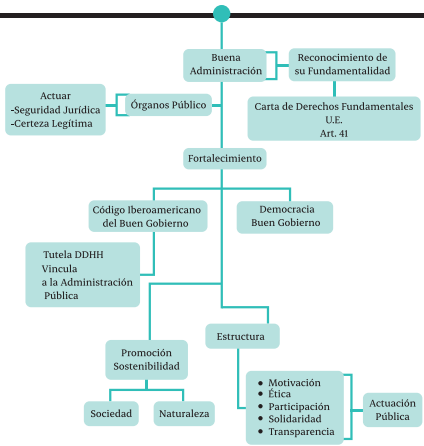 Buena
Administración
Reconocimiento de
su Fundamentalidad
Actuar
-Seguridad Jurídica
-Certeza Legítima
Órganos Público
Carta de Derechos Fundamentales
U.E.
Art. 41
Fortalecimiento
Código Iberoamericano
del Buen Gobierno
Democracia
Buen Gobierno
Tutela DDHH
Vincula
a la Administración
Pública
Estructura
Promoción
Sostenibilidad
Sociedad
Naturaleza
• Motivación
• Ética
• Participación
• Solidaridad
• Transparencia
Actuación
Pública